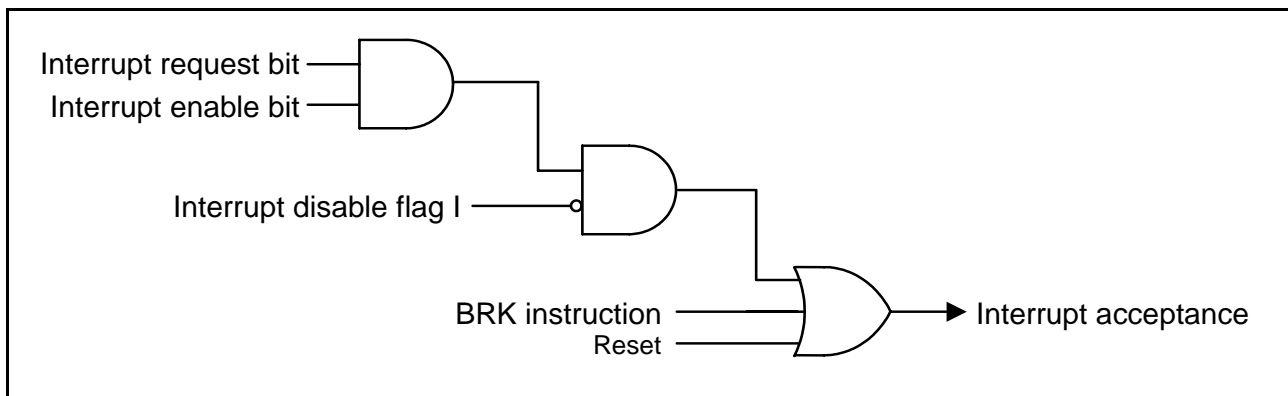 Interrupt request bit
Interrupt enable bit
Interrupt disable flag I
BRK instruction
Interrupt acceptance
Reset